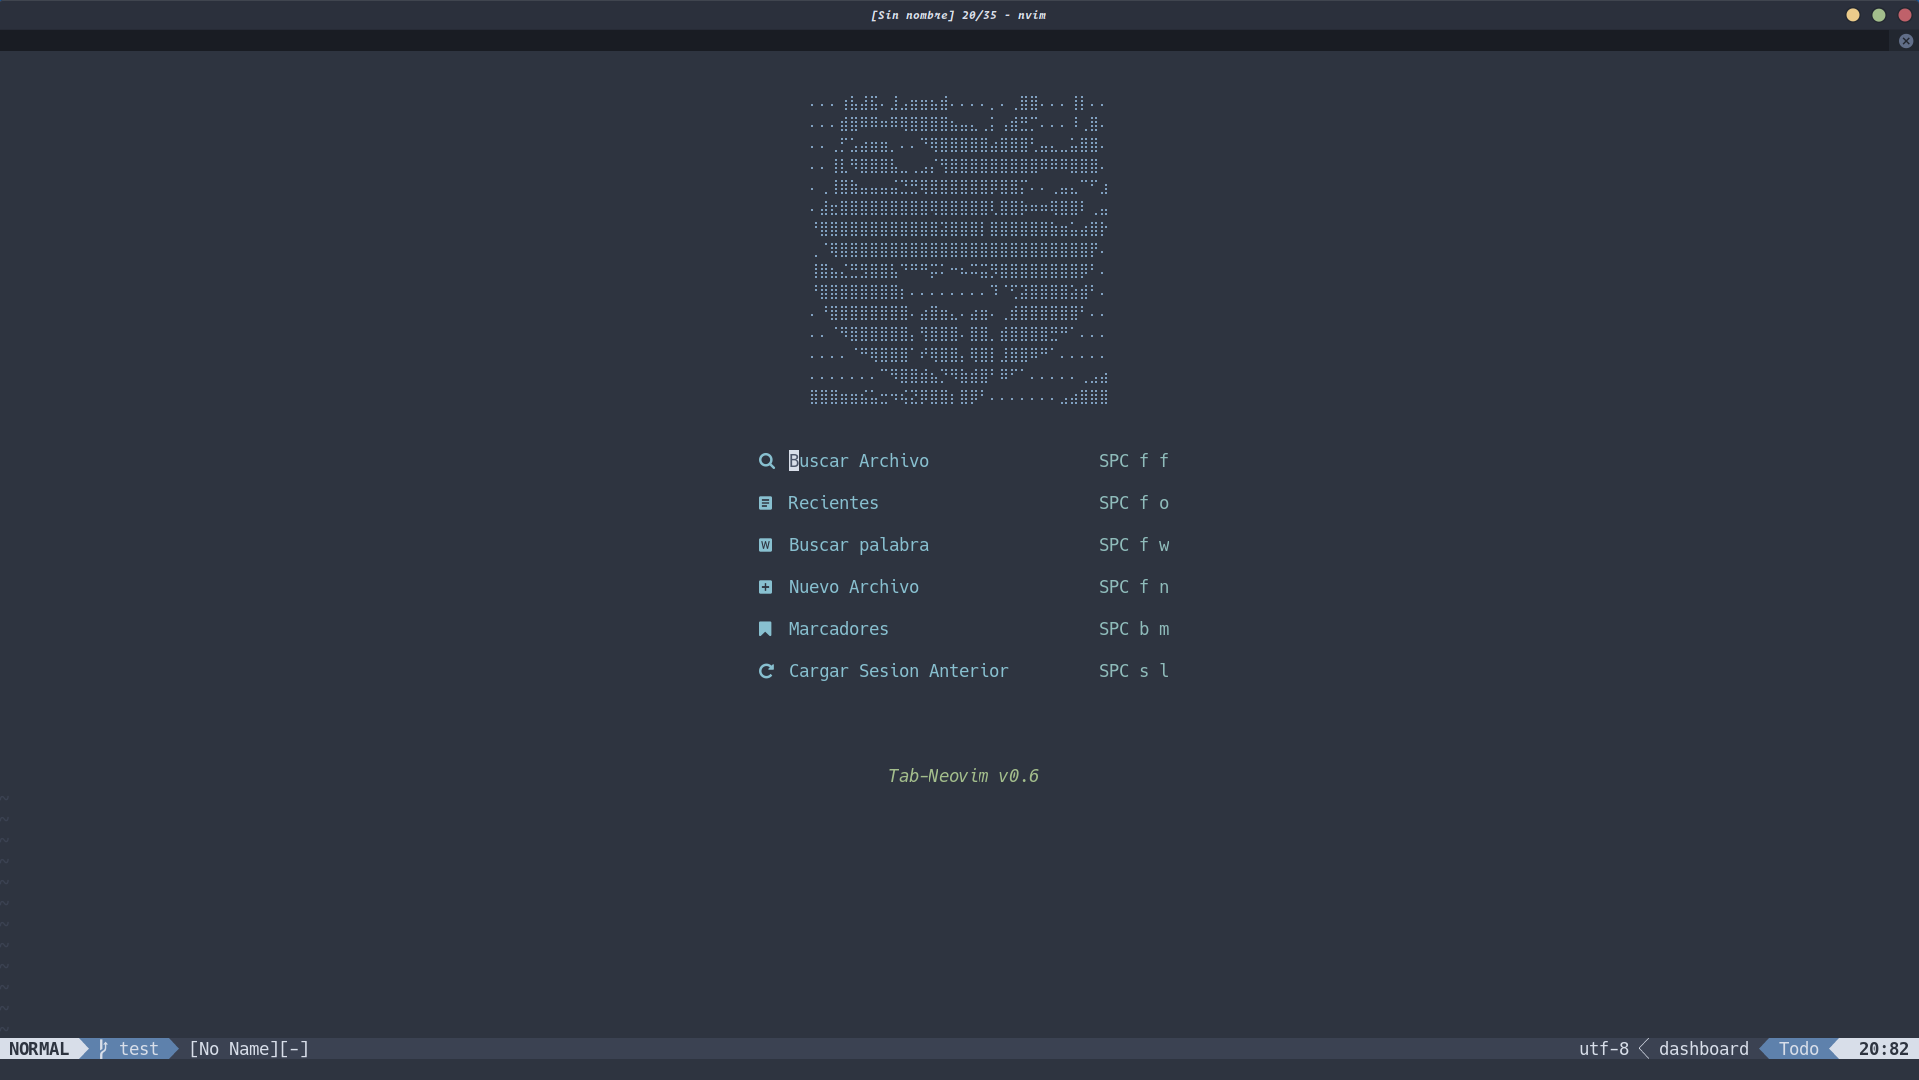 [Sin nombre] 20/35 - nvim
Buscar Archivo SPC f f
Recientes SPC f o
Buscar palabra SPC f w
Nuevo Archivo SPC f n
Marcadores SPC b m
Cargar Sesion Anterior SPC s l
Tab-Neovim v0.6
~
~
~
~
~
~
~
~
~
~
~
~
NORMAL test [No Name][-] utf-8 dashboard Todo 20:82